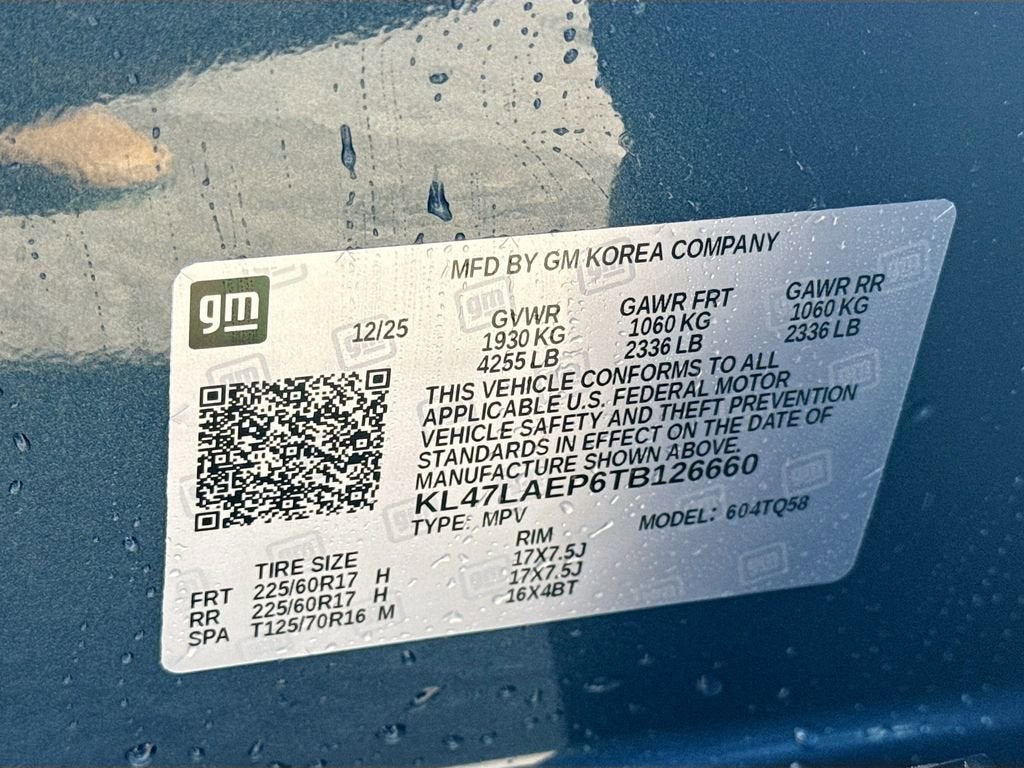 MFD BY GM KOREA COMPANY
gm
12/25
GVWR GAWR FRT GAWR RR
1930 KG 1060 KG 1060 KG
4255 LB 2336 LB 2336 LB
THIS VEHICLE CONFORMS TO ALL
APPLICABLE U.S. FEDERAL MOTOR
VEHICLE SAFETY AND THEFT PREVENTION
STANDARDS IN EFFECT ON THE DATE OF
MANUFACTURE SHOWN ABOVE.
KL47LAEP6TB126660
TYPE: MPV MODEL: 604TQ58
TIRE SIZE RIM
FRT 225/60R17 H 17X7.5J
RR 225/60R17 H 17X7.5J
SPA T125/70R16 M 16X4BT